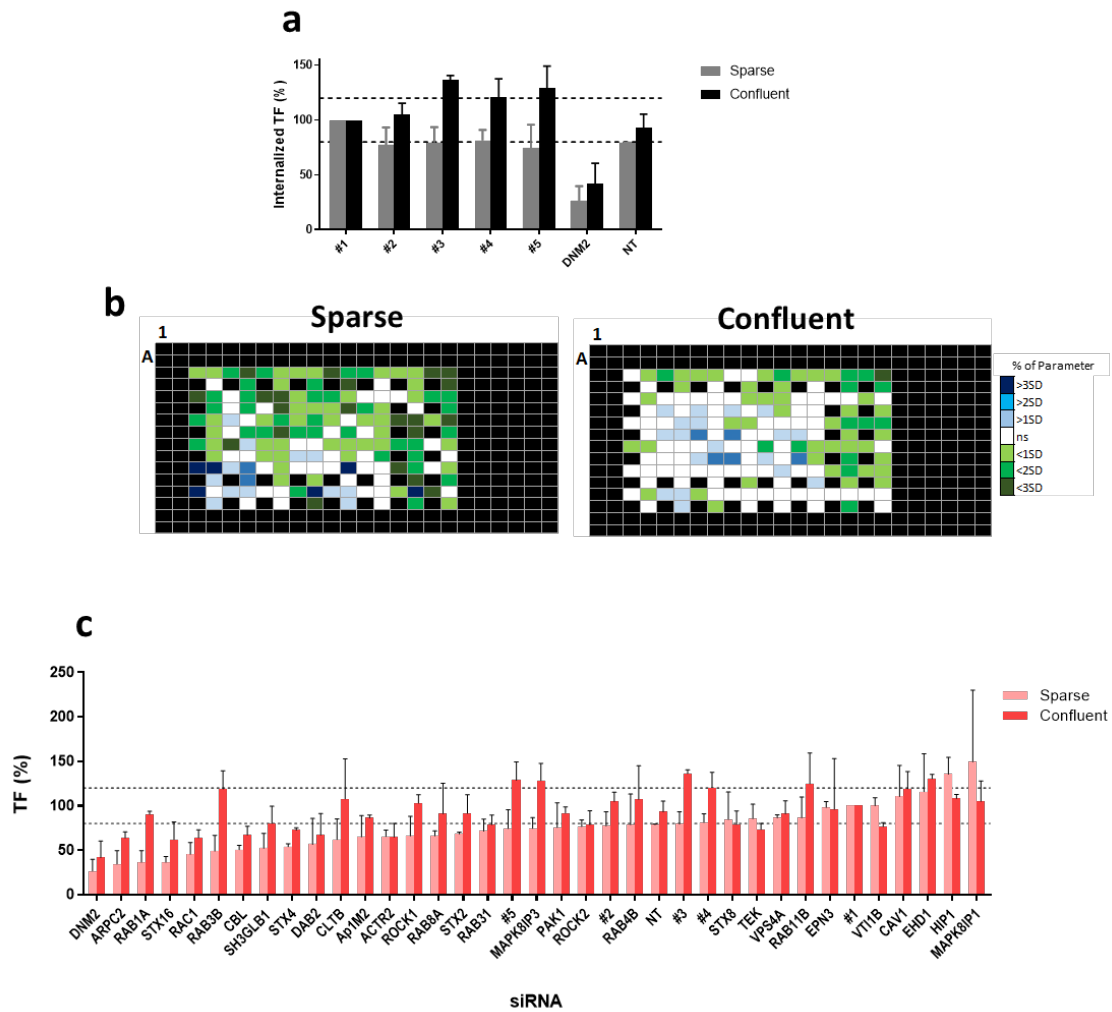 a
150
100
50
0
Internalized TF (%)
Sparse
Confluent
#1 #2 #3 #4 #5 DNM2 NT
b
Sparse
1
A
Confluent
1
A
% of Parameter
>3SD
>2SD
>1SD
ns
<1SD
<2SD
<3SD
c
250
200
150
100
50
0
TF (%)
Sparse
Confluent
DNM2 ARPC2 RAB1A STX16 RAC1 RAB3B CBL SH3GLB1 STX4 DAB2 CLTB Ap1M2 ACTR2 ROCK1 RAB8A STX2 RAB31 #5 MAPK8IP3 PAK1 ROCK2 #2 RAB4B NT #3 #4 STX8 TEK VPS4A RAB11B EPN3 #1 VTI1B CAV1 EHD1 HIP1 MAPK8IP1
siRNA